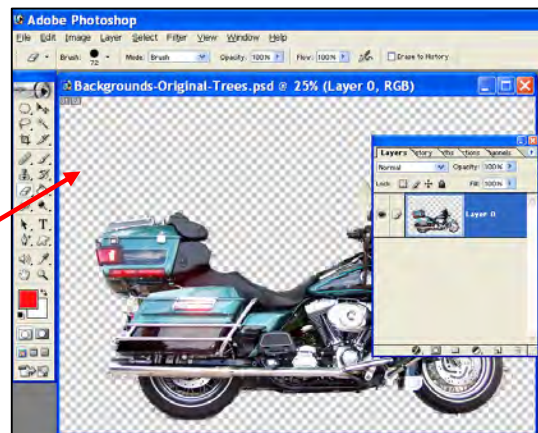 Adobe Photoshop
File Edit Image Layer Select Filter View Window Help
Brush: 72 Mode: Brush Opacity: 100% Flow: 100% Erase to History
Backgrounds-Original-Trees.psd @ 25% (Layer 0, RGB)
Layers
Normal Opacity: 100%
Lock: Fill: 100%
Layer 0